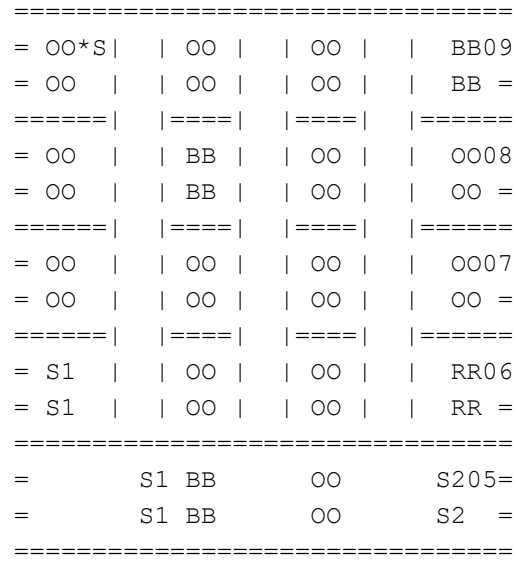 ================================
= OO*S|  | OO |  | OO |  |  BB09
= OO  |  | OO |  | OO |  |  BB =
======|  |====|  |====|  |======
= OO  |  | BB |  | OO |  |  OO08
= OO  |  | BB |  | OO |  |  OO =
======|  |====|  |====|  |======
= OO  |  | OO |  | OO |  |  OO07
= OO  |  | OO |  | OO |  |  OO =
======|  |====|  |====|  |======
= S1  |  | OO |  | OO |  |  RR06
= S1  |  | OO |  | OO |  |  RR =
================================
=       S1 BB      OO      S205=
=       S1 BB      OO      S2  =
================================